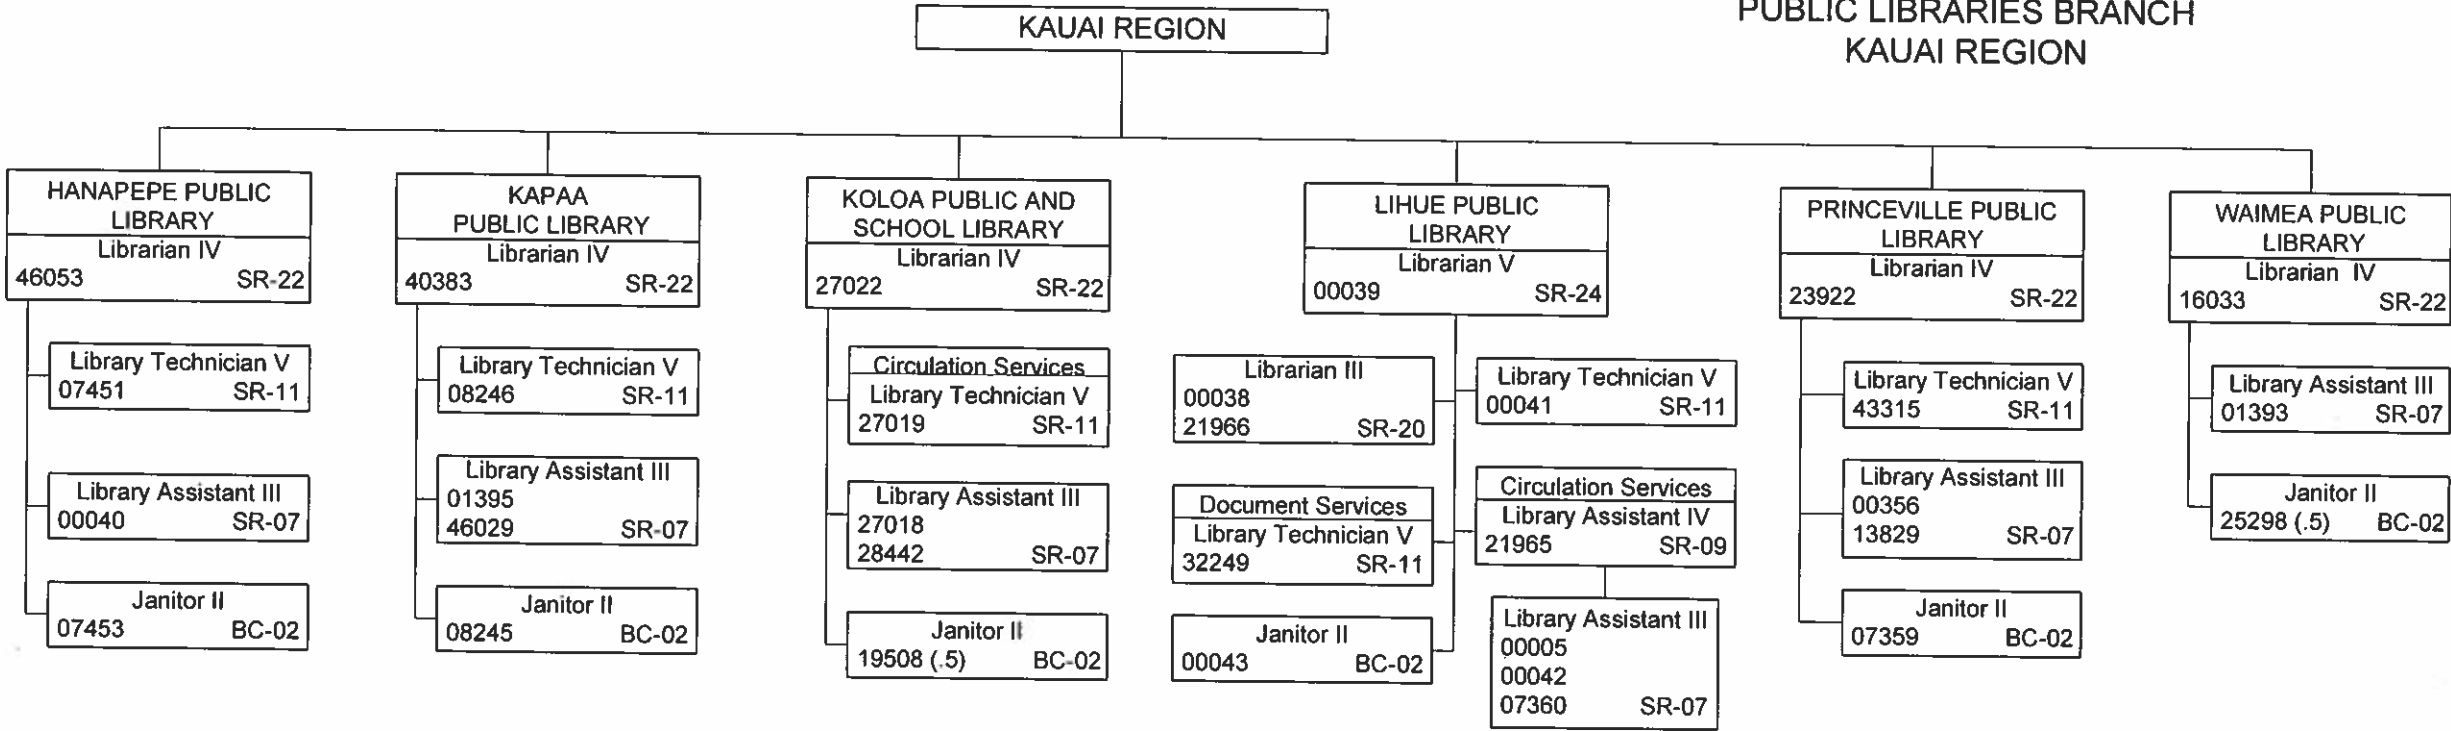 PUBLIC LIBRARIES BRANCH
KAUAI REGION
KAUAI REGION
HANAPEPE PUBLIC
LIBRARY
Librarian IV
46053 SR-22
Library Technician V
07451 SR-11
Library Assistant III
00040 SR-07
Janitor II
07453 BC-02
KAPAA
PUBLIC LIBRARY
Librarian IV
40383 SR-22
Library Technician V
08246 SR-11
Library Assistant III
01395
46029 SR-07
Janitor II
08245 BC-02
KOLOA PUBLIC AND
SCHOOL LIBRARY
Librarian IV
27022 SR-22
Circulation Services
Library Technician V
27019 SR-11
Library Assistant III
27018
28442 SR-07
Janitor II
19508 (.5) BC-02
LIHUE PUBLIC
LIBRARY
Librarian V
00039 SR-24
Librarian III
00038
21966 SR-20
Document Services
Library Technician V
32249 SR-11
Janitor II
00043 BC-02
Library Technician V
00041 SR-11
Circulation Services
Library Assistant IV
21965 SR-09
Library Assistant III
00005
00042
07360 SR-07
PRINCEVILLE PUBLIC
LIBRARY
Librarian IV
23922 SR-22
Library Technician V
43315 SR-11
Library Assistant III
00356
13829 SR-07
Janitor II
07359 BC-02
WAIMEA PUBLIC
LIBRARY
Librarian IV
16033 SR-22
Library Assistant III
01393 SR-07
Janitor II
25298 (.5) BC-02